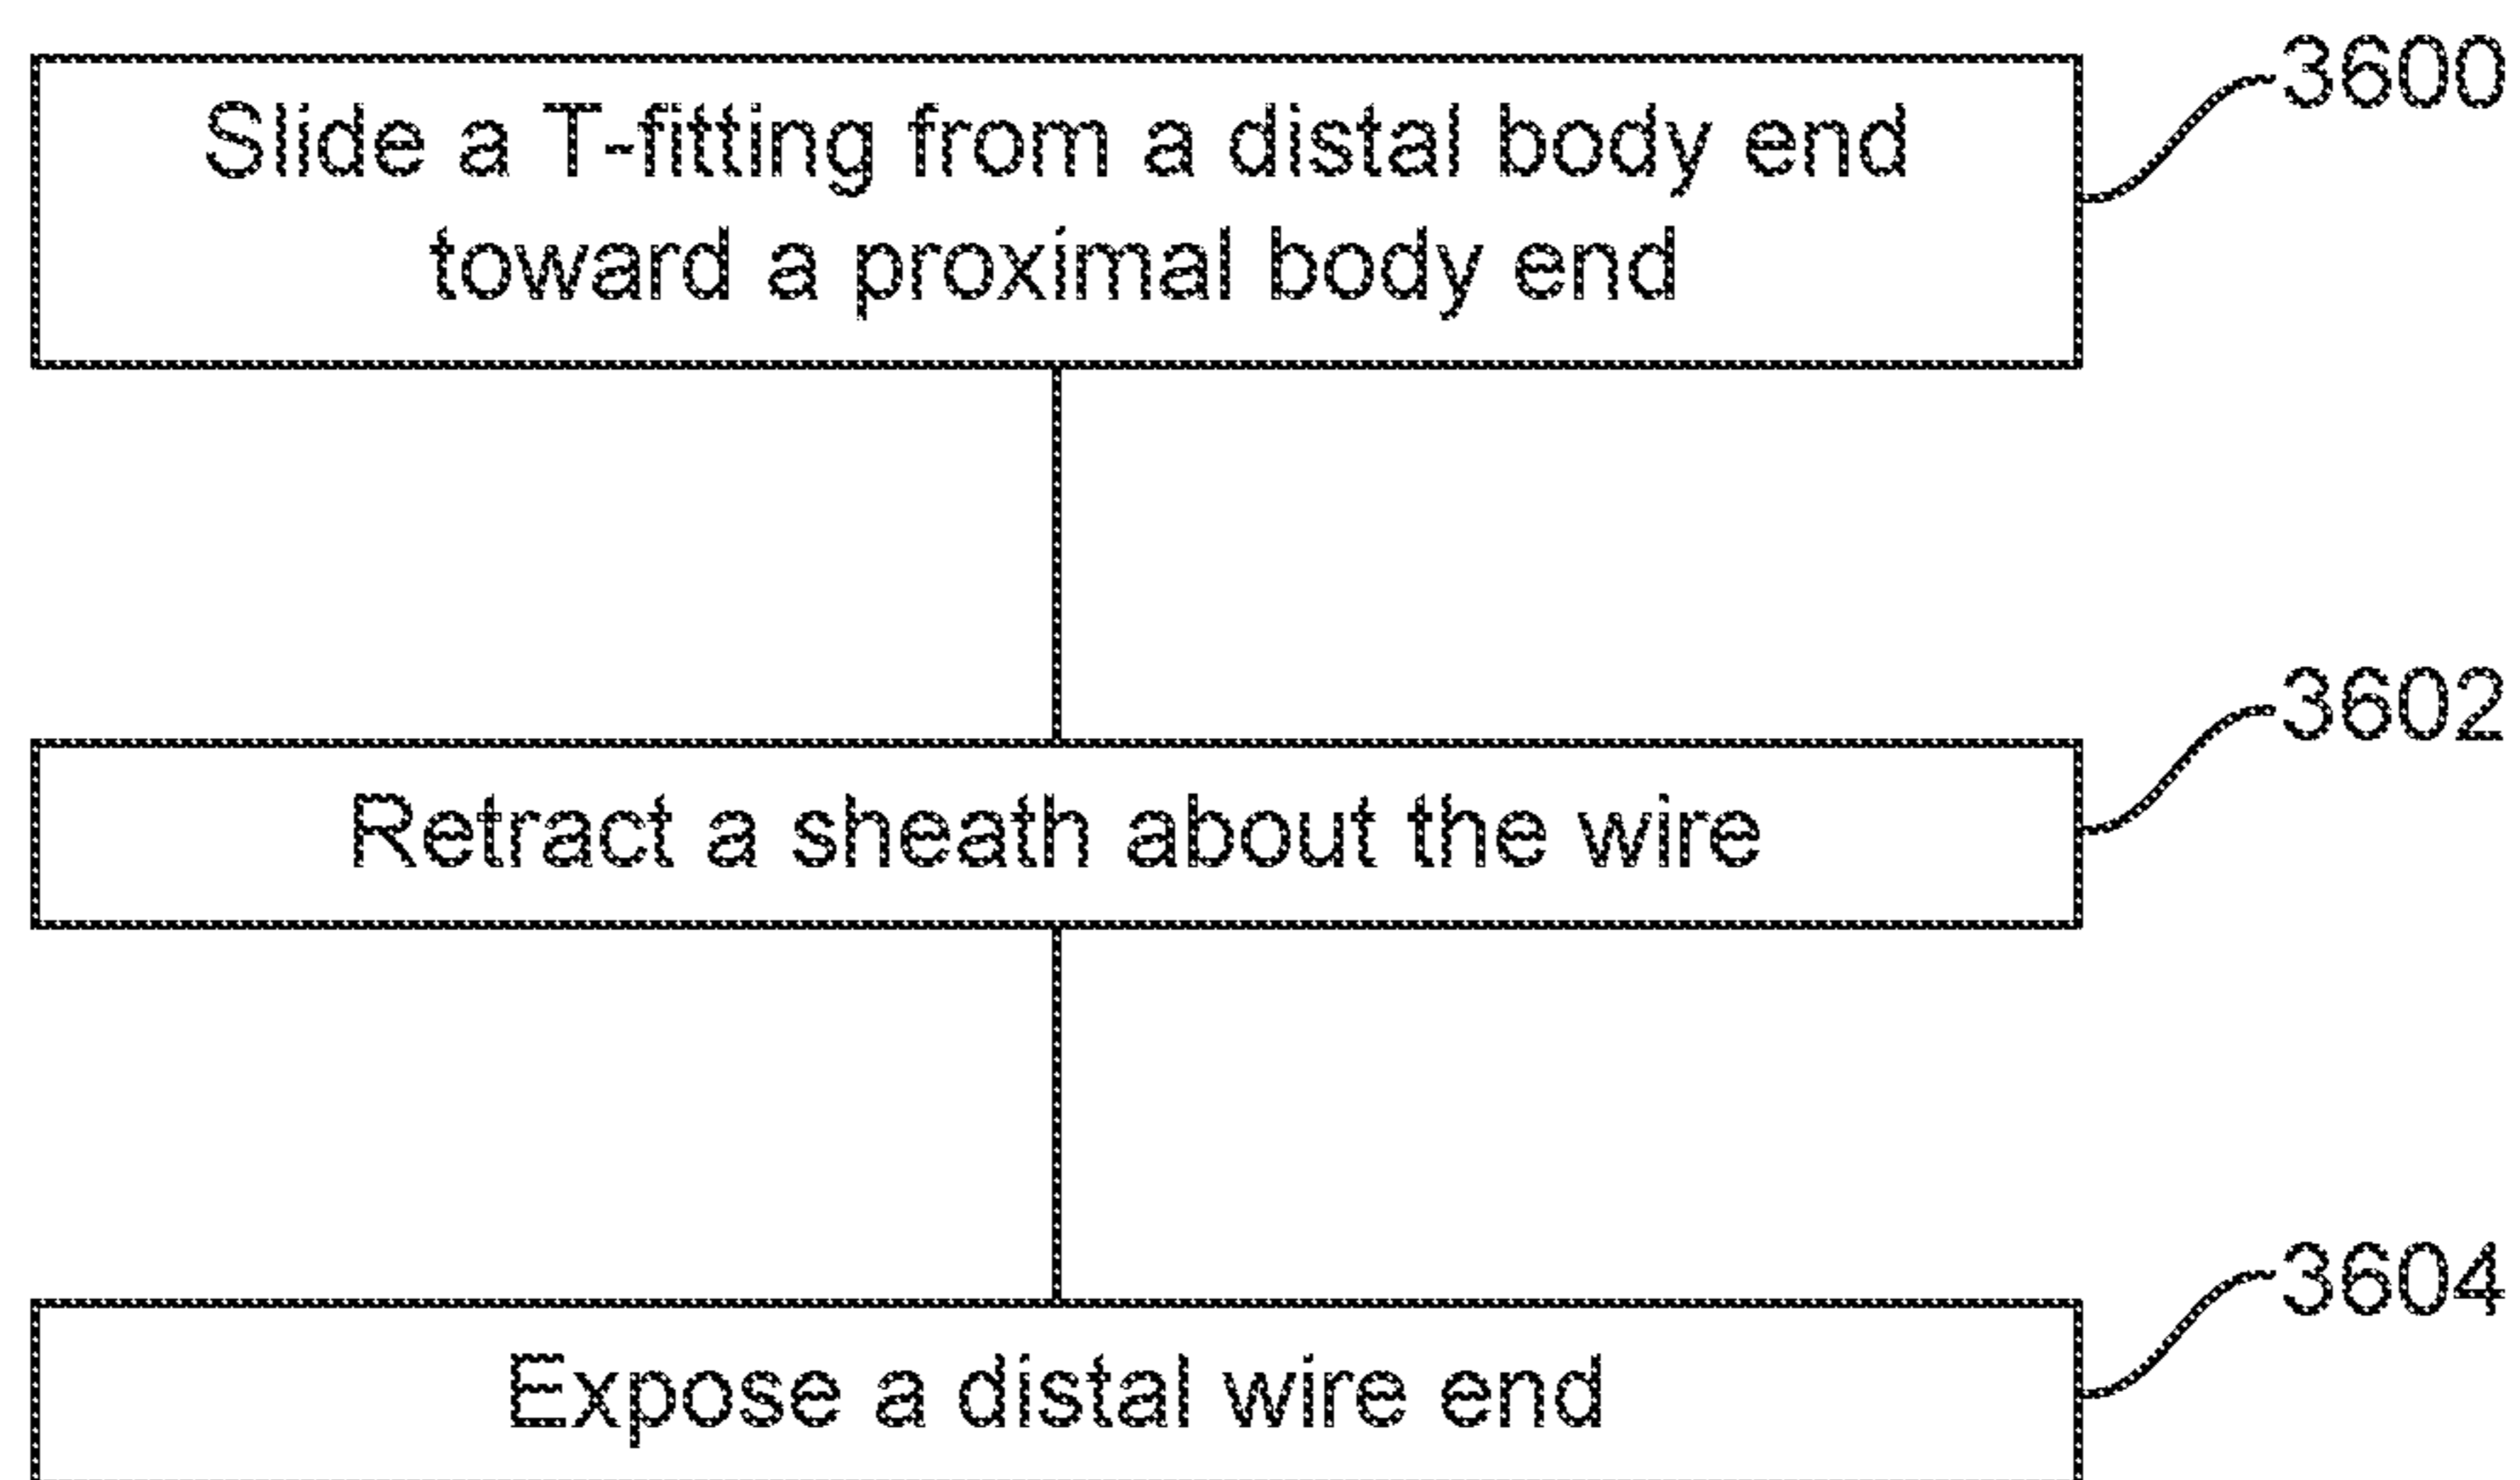 3600
Slide a T-fitting from a distal body end
toward a proximal body end
3602
Retract a sheath about the wire
3604
Expose a distal wire end